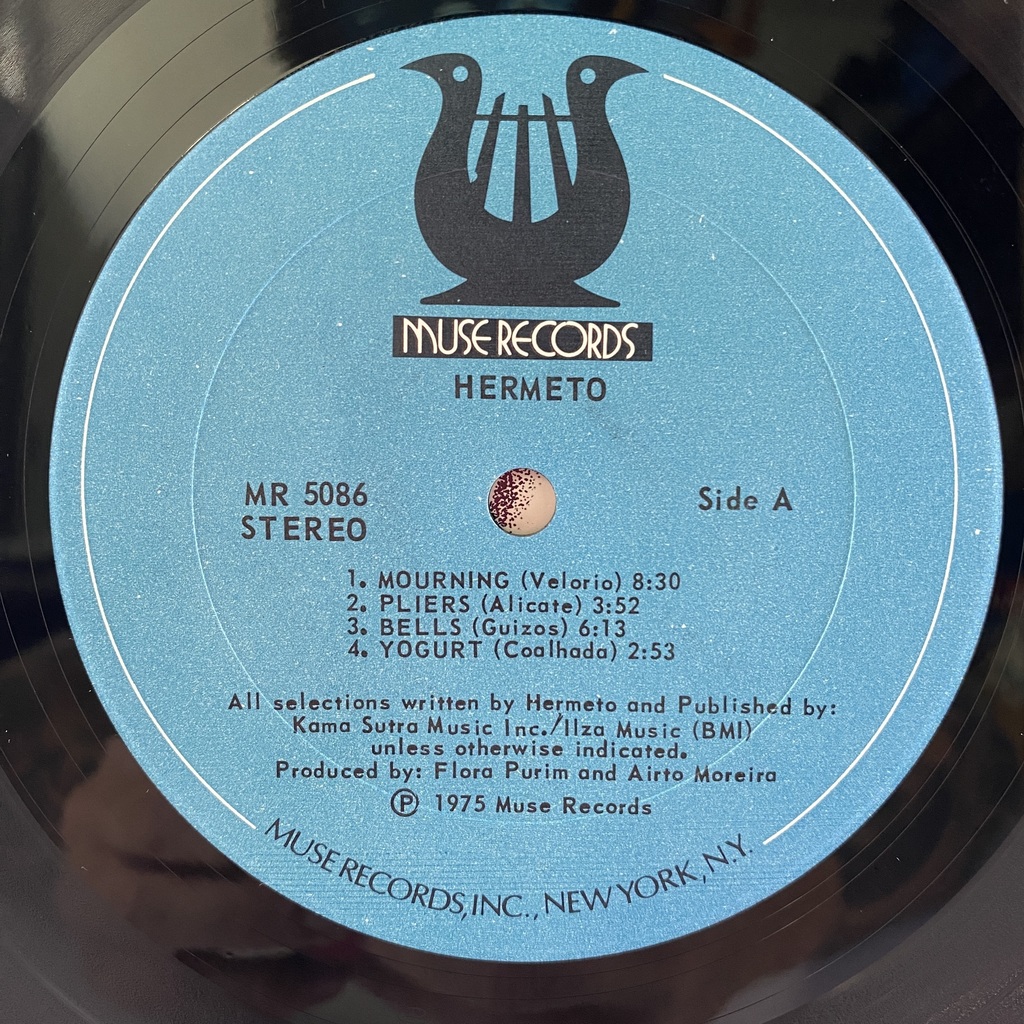 MUSE RECORDS
HERMETO
MR 5086
STEREO
Side A
1. MOURNING (Velorio) 8:30
2. PLIERS (Alicate) 3:52
3. BELLS (Guizos) 6:13
4. YOGURT (Coalhada) 2:53
All selections written by Hermeto and Published by:
Kama Sutra Music Inc./Ilza Music (BMI)
unless otherwise indicated.
Produced by: Flora Purim and Airto Moreira
℗ 1975 Muse Records
MUSE RECORDS, INC., NEW YORK, N.Y.